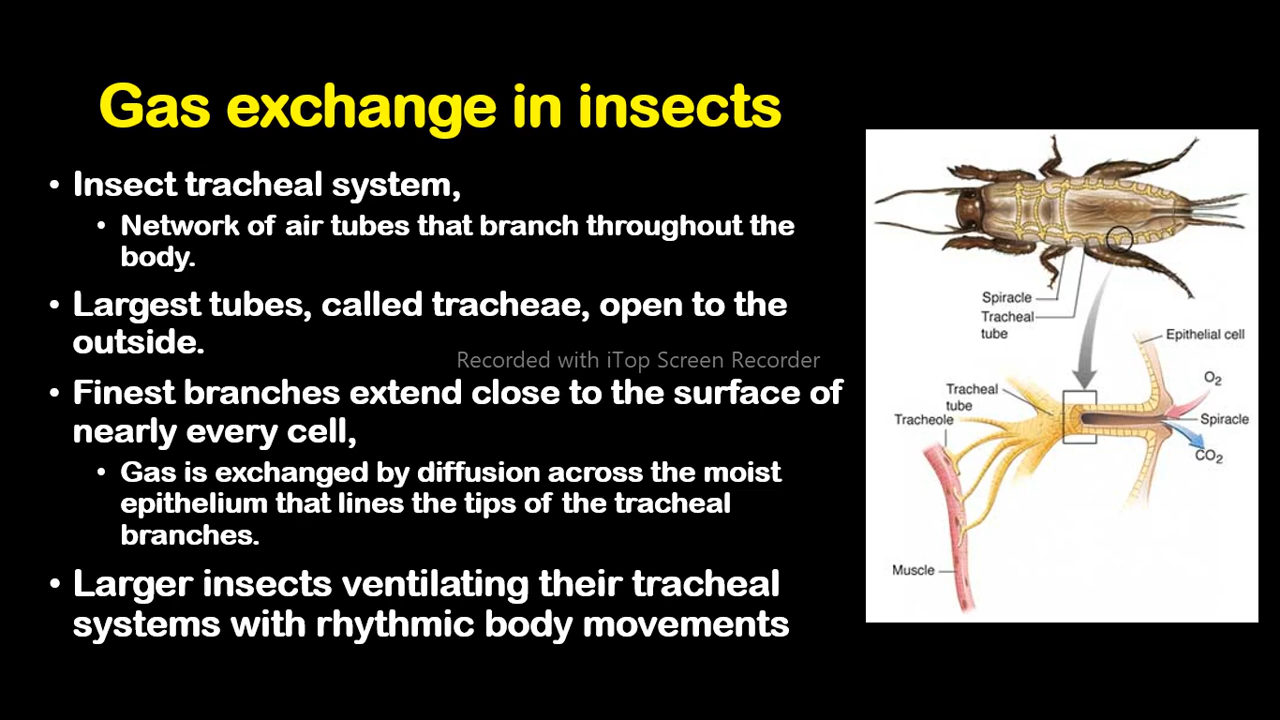 Gas exchange in insects
• Insect tracheal system,
• Network of air tubes that branch throughout the
body.
• Largest tubes, called tracheae, open to the
outside.
Recorded with iTop Screen Recorder
• Finest branches extend close to the surface of
nearly every cell,
• Gas is exchanged by diffusion across the moist
epithelium that lines the tips of the tracheal
branches.
• Larger insects ventilating their tracheal
systems with rhythmic body movements
Spiracle
Tracheal
tube
Epithelial cell
O₂
Tracheal
tube
Tracheole
Spiracle
CO₂
Muscle